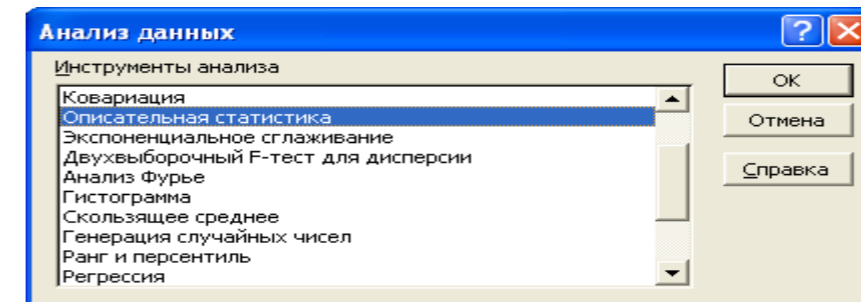 Анализ данных
Инструменты анализа
Ковариация
Описательная статистика
Экспоненциальное сглаживание
Двухвыборочный F-тест для дисперсии
Анализ Фурье
Гистограмма
Скользящее среднее
Генерация случайных чисел
Ранг и персентиль
Регрессия
ОК
Отмена
Справка